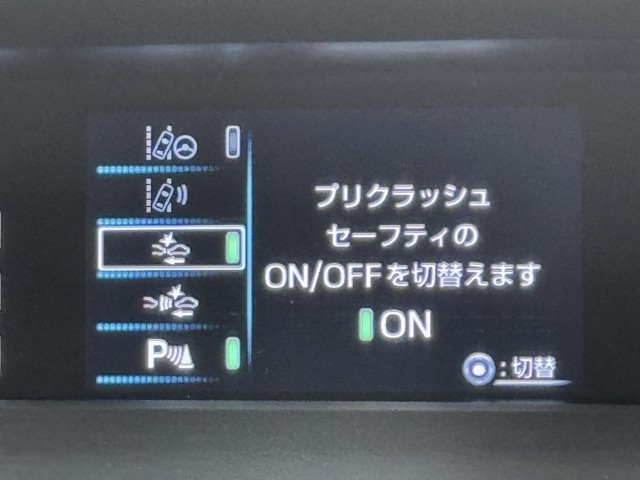 プリクラッシュ
セーフティの
ON/OFFを切替えます
ON
P
:切替